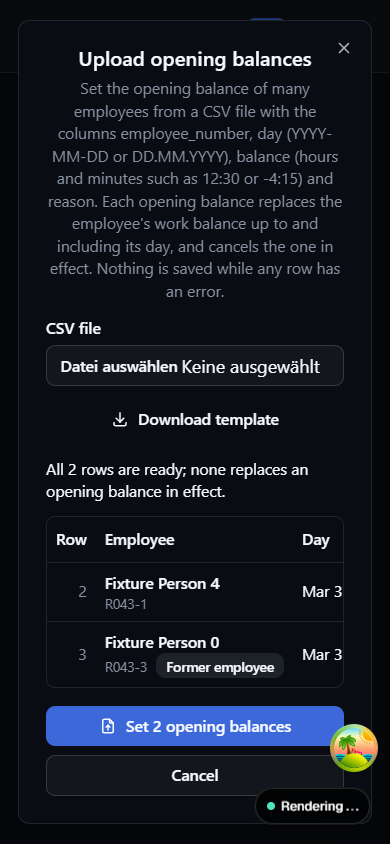 Upload opening balances
Set the opening balance of many
employees from a CSV file with the
columns employee_number, day (YYYY-
MM-DD or DD.MM.YYYY), balance (hours
and minutes such as 12:30 or -4:15) and
reason. Each opening balance replaces the
employee's work balance up to and
including its day, and cancels the one in
effect. Nothing is saved while any row has
an error.
CSV file
Datei auswählen Keine ausgewählt
Download template
All 2 rows are ready; none replaces an
opening balance in effect.
Row Employee Day
2 Fixture Person 4 Mar 3
R043-1
3 Fixture Person 0 Mar 3
R043-3 Former employee
Set 2 opening balances
Cancel
Rendering ...